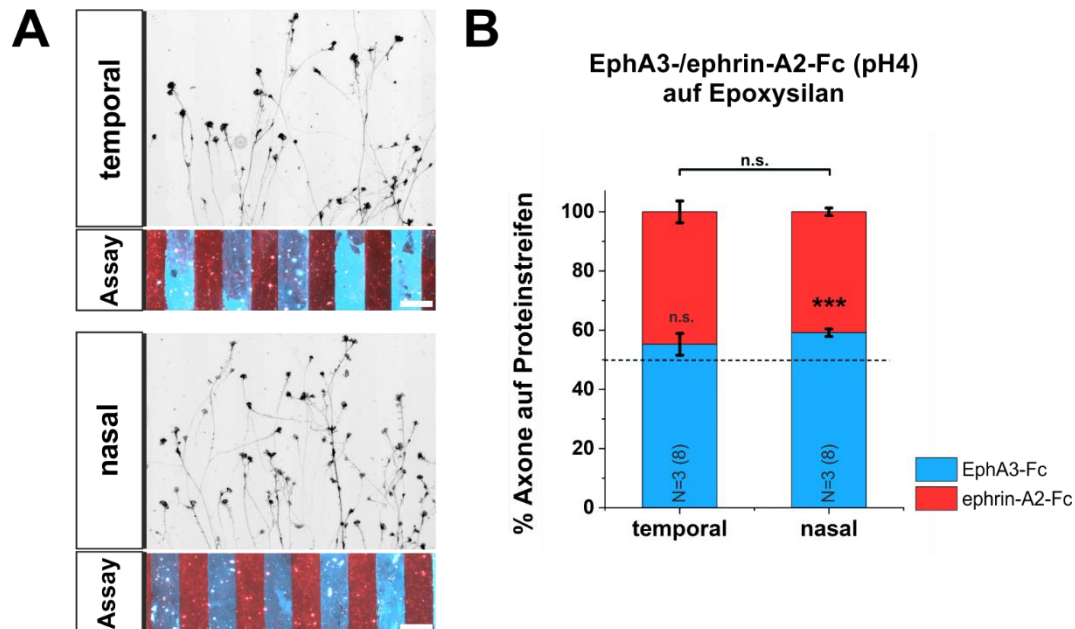 A
temporal
Assay
nasal
Assay
B
EphA3-/ephrin-A2-Fc (pH4)
auf Epoxysilan
n.s.
% Axone auf Proteinstreifen
100
80
60
40
20
0
n.s.
***
N=3 (8)
N=3 (8)
temporal
nasal
EphA3-Fc
ephrin-A2-Fc